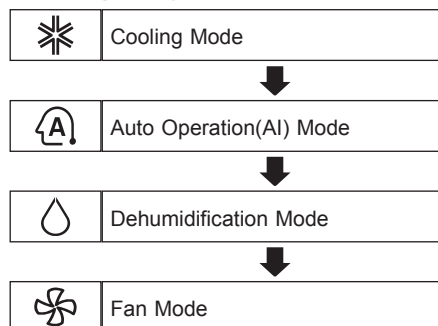 Cooling Mode
A
Auto Operation(AI) Mode
Dehumidification Mode
Fan Mode